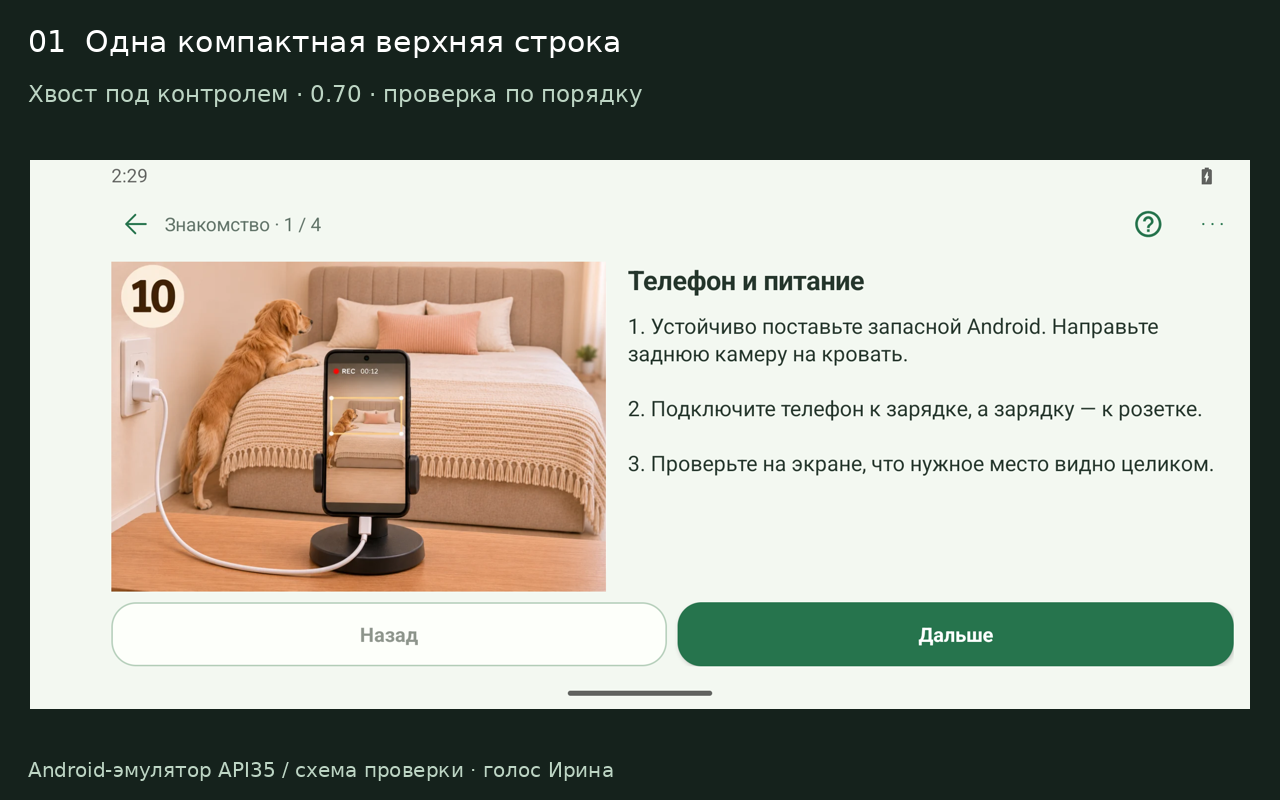 01 Одна компактная верхняя строка
Хвост под контролем · 0.70 · проверка по порядку
2:29
Знакомство · 1 / 4
10
REC 00:12
Телефон и питание
1. Устойчиво поставьте запасной Android. Направьте
заднюю камеру на кровать.
2. Подключите телефон к зарядке, а зарядку — к розетке.
3. Проверьте на экране, что нужное место видно целиком.
Назад
Дальше
Android-эмулятор API35 / схема проверки · голос Ирина